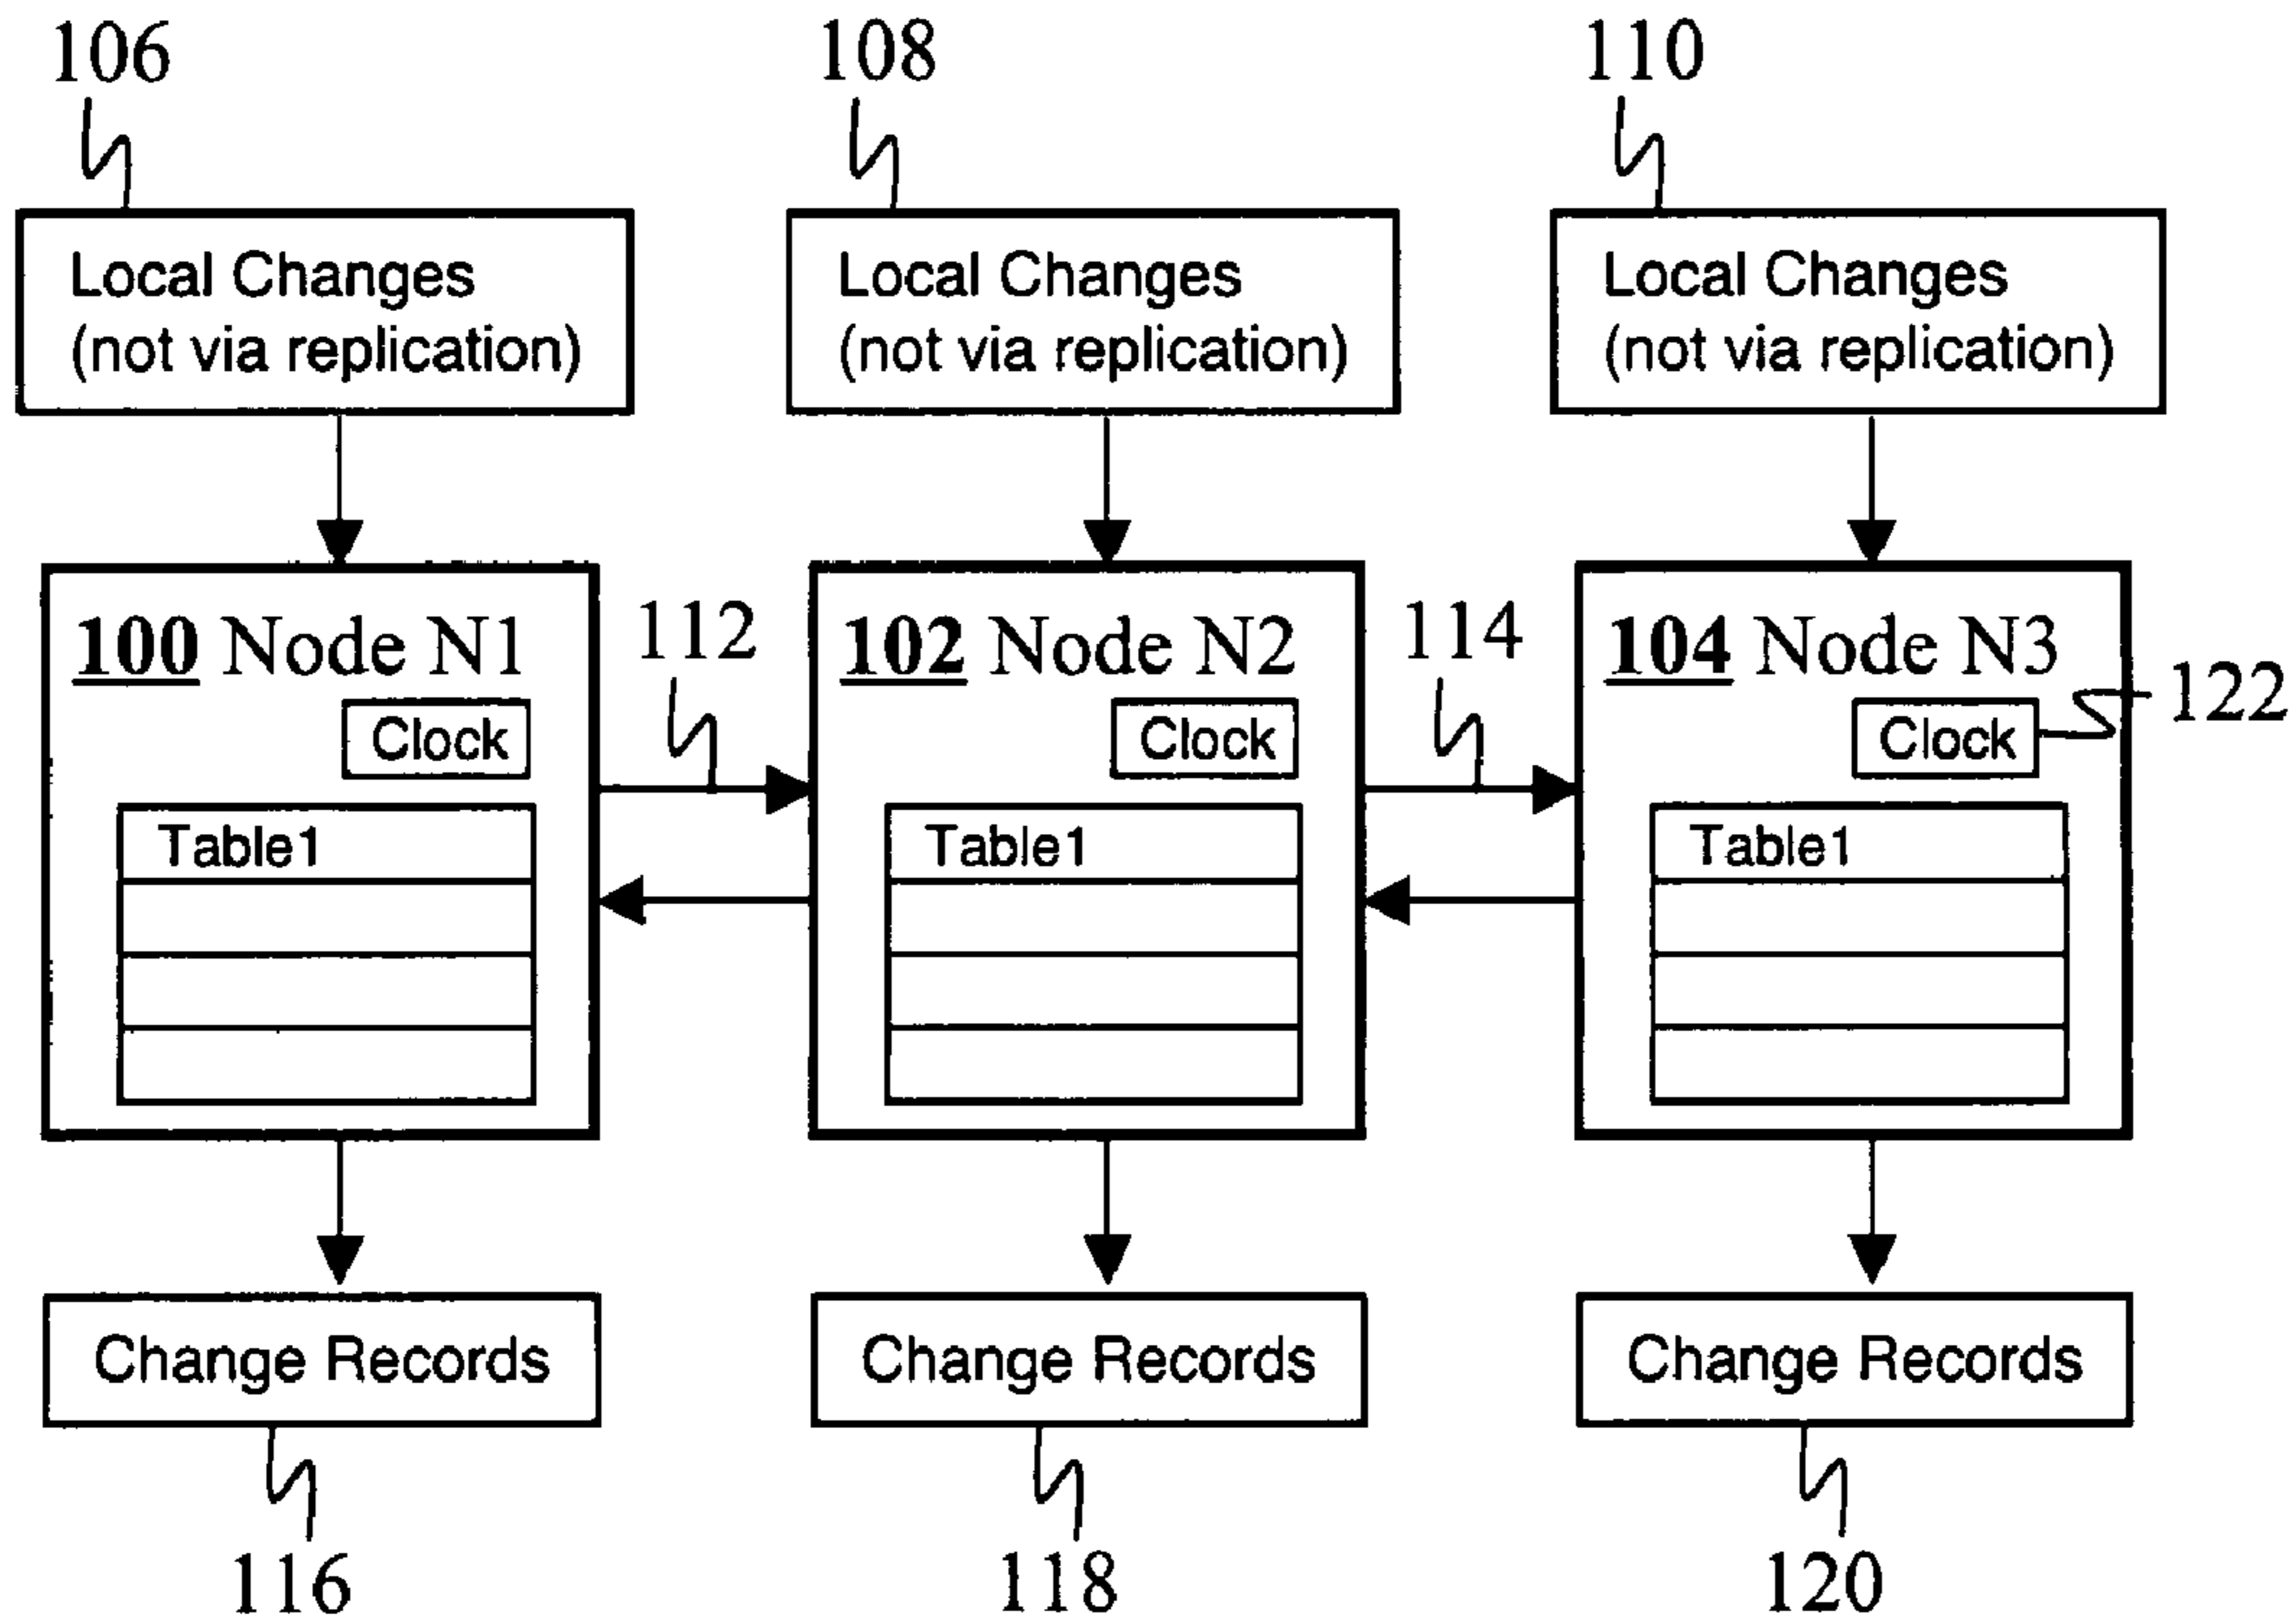 106
108
110
Local Changes
(not via replication)
Local Changes
(not via replication)
Local Changes
(not via replication)
100 Node N1
112
102 Node N2
114
104 Node N3
122
Clock
Clock
Clock
Table1
Table1
Table1
Change Records
Change Records
Change Records
116
118
120